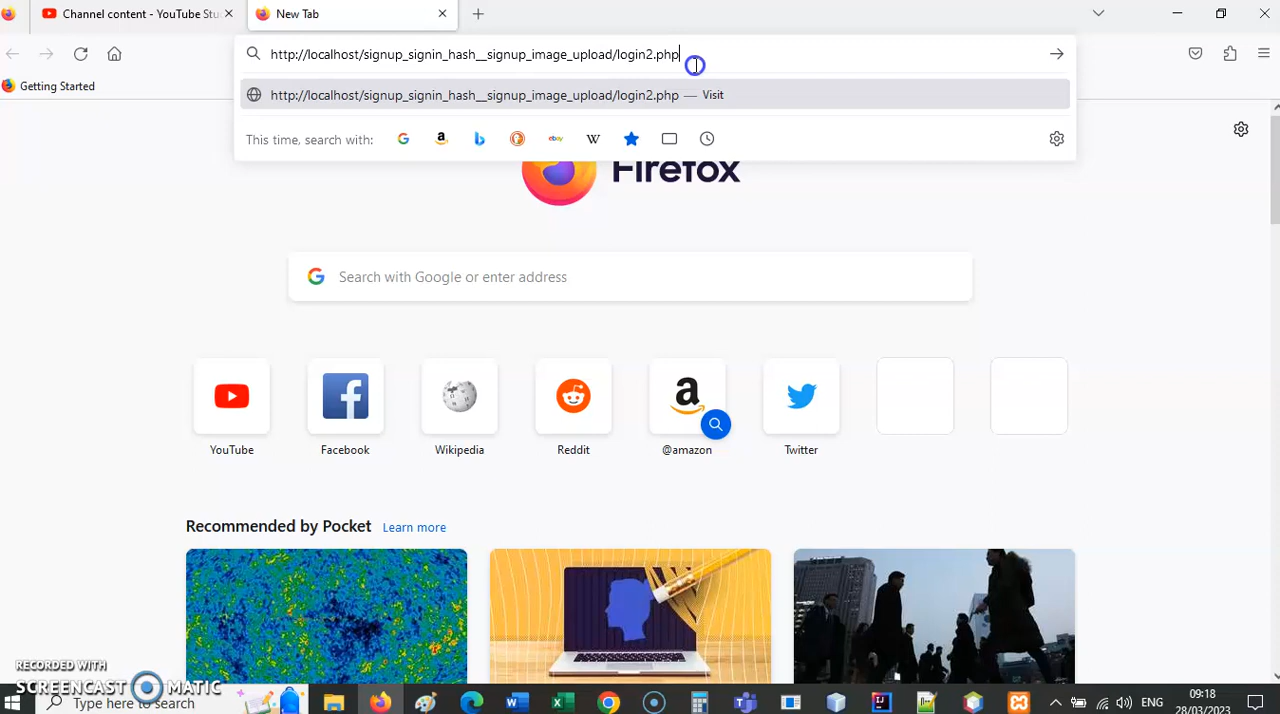 Channel content - YouTube Stu
New Tab
http://localhost/signup_signin_hash__signup_image_upload/login2.php
Getting Started
http://localhost/signup_signin_hash__signup_image_upload/login2.php — Visit
This time, search with:
Firefox
Search with Google or enter address
YouTube
Facebook
Wikipedia
Reddit
@amazon
Twitter
Recommended by Pocket Learn more
RECORDED WITH
SCREENCAST MATIC
Type here to search
ENG
09:18
28/03/2023